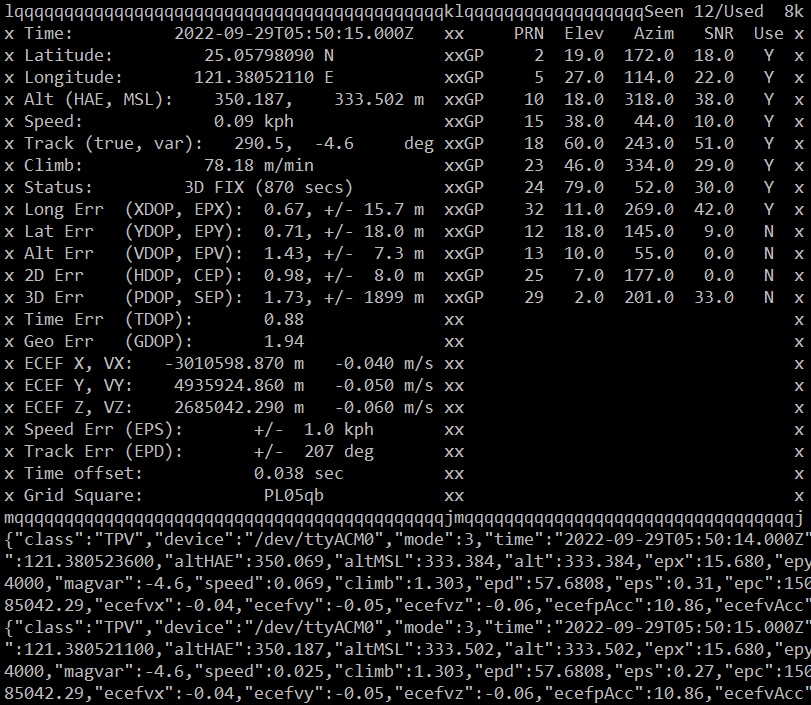 lqqqqqqqqqqqqqqqqqqqqqqqqqqqqqqqqqqqqqqqqqqqklqqqqqqqqqqqqqqqqqqSeen 12/Used  8k
x Time:          2022-09-29T05:50:15.000Z   xx     PRN  Elev   Azim   SNR  Use x
x Latitude:         25.05798090 N           xxGP     2  19.0  172.0  18.0   Y  x
x Longitude:       121.38052110 E           xxGP     5  27.0  114.0  22.0   Y  x
x Alt (HAE, MSL):    350.187,    333.502 m  xxGP    10  18.0  318.0  38.0   Y  x
x Speed:             0.09 kph               xxGP    15  38.0   44.0  10.0   Y  x
x Track (true, var):   290.5,  -4.6     deg xxGP    18  60.0  243.0  51.0   Y  x
x Climb:            78.18 m/min             xxGP    23  46.0  334.0  29.0   Y  x
x Status:         3D FIX (870 secs)         xxGP    24  79.0   52.0  30.0   Y  x
x Long Err  (XDOP, EPX):  0.67, +/- 15.7 m  xxGP    32  11.0  269.0  42.0   Y  x
x Lat Err   (YDOP, EPY):  0.71, +/- 18.0 m  xxGP    12  18.0  145.0   9.0   N  x
x Alt Err   (VDOP, EPV):  1.43, +/-  7.3 m  xxGP    13  10.0   55.0   0.0   N  x
x 2D Err    (HDOP, CEP):  0.98, +/-  8.0 m  xxGP    25   7.0  177.0   0.0   N  x
x 3D Err    (PDOP, SEP):  1.73, +/- 1899 m  xxGP    29   2.0  201.0  33.0   N  x
x Time Err  (TDOP):       0.88              xx                                 x
x Geo Err   (GDOP):       1.94              xx                                 x
x ECEF X, VX:   -3010598.870 m   -0.040 m/s xx                                 x
x ECEF Y, VY:    4935924.860 m   -0.050 m/s xx                                 x
x ECEF Z, VZ:    2685042.290 m   -0.060 m/s xx                                 x
x Speed Err (EPS):       +/-  1.0 kph       xx                                 x
x Track Err (EPD):       +/-  207 deg       xx                                 x
x Time offset:           0.038 sec          xx                                 x
x Grid Square:            PL05qb            xx                                 x
mqqqqqqqqqqqqqqqqqqqqqqqqqqqqqqqqqqqqqqqqqqqjmqqqqqqqqqqqqqqqqqqqqqqqqqqqqqqqqqj
{"class":"TPV","device":"/dev/ttyACM0","mode":3,"time":"2022-09-29T05:50:14.000Z"
":121.380523600,"altHAE":350.069,"altMSL":333.384,"alt":333.384,"epx":15.680,"epy
4000,"magvar":-4.6,"speed":0.069,"climb":1.303,"epd":57.6808,"eps":0.31,"epc":150
85042.29,"ecefvx":-0.04,"ecefvy":-0.05,"ecefvz":-0.06,"ecefpAcc":10.86,"ecefvAcc"
{"class":"TPV","device":"/dev/ttyACM0","mode":3,"time":"2022-09-29T05:50:15.000Z"
":121.380521100,"altHAE":350.187,"altMSL":333.502,"alt":333.502,"epx":15.680,"epy
4000,"magvar":-4.6,"speed":0.025,"climb":1.303,"epd":57.6808,"eps":0.27,"epc":150
85042.29,"ecefvx":-0.04,"ecefvy":-0.05,"ecefvz":-0.06,"ecefpAcc":10.86,"ecefvAcc"